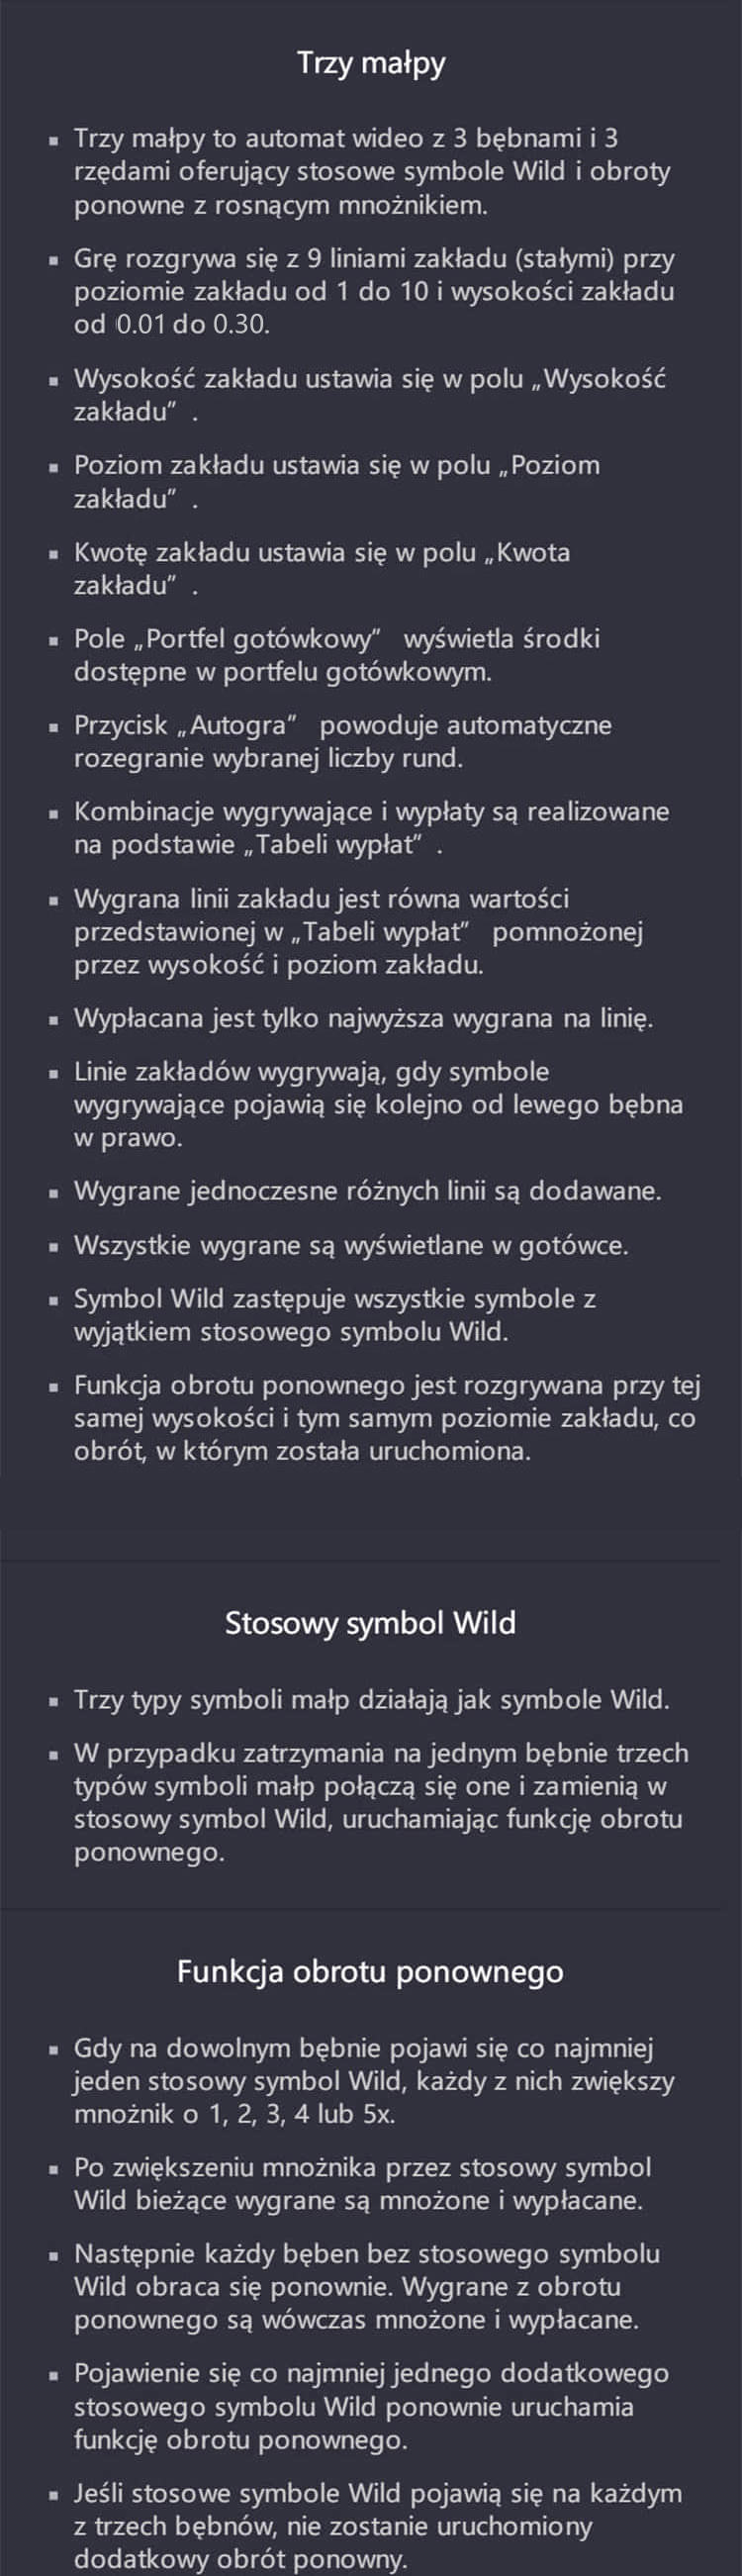 Trzy małpy
▪ Trzy małpy to automat wideo z 3 bębnami i 3
rzędami oferujący stosowe symbole Wild i obroty
ponowne z rosnącym mnożnikiem.
▪ Grę rozgrywa się z 9 liniami zakładu (stałymi) przy
poziomie zakładu od 1 do 10 i wysokości zakładu
od 0.01 do 0.30.
▪ Wysokość zakładu ustawia się w polu „Wysokość
zakładu” .
▪ Poziom zakładu ustawia się w polu „Poziom
zakładu” .
▪ Kwotę zakładu ustawia się w polu „Kwota
zakładu” .
▪ Pole „Portfel gotówkowy” wyświetla środki
dostępne w portfelu gotówkowym.
▪ Przycisk „Autogra” powoduje automatyczne
rozegranie wybranej liczby rund.
▪ Kombinacje wygrywające i wypłaty są realizowane
na podstawie „Tabeli wypłat” .
▪ Wygrana linii zakładu jest równa wartości
przedstawionej w „Tabeli wypłat” pomnożonej
przez wysokość i poziom zakładu.
▪ Wypłacana jest tylko najwyższa wygrana na linię.
▪ Linie zakładów wygrywają, gdy symbole
wygrywające pojawią się kolejno od lewego bębna
w prawo.
▪ Wygrane jednoczesne różnych linii są dodawane.
▪ Wszystkie wygrane są wyświetlane w gotówce.
▪ Symbol Wild zastępuje wszystkie symbole z
wyjątkiem stosowego symbolu Wild.
▪ Funkcja obrotu ponownego jest rozgrywana przy tej
samej wysokości i tym samym poziomie zakładu, co
obrót, w którym została uruchomiona.
Stosowy symbol Wild
▪ Trzy typy symboli małp działają jak symbole Wild.
▪ W przypadku zatrzymania na jednym bębnie trzech
typów symboli małp połączą się one i zamienią w
stosowy symbol Wild, uruchamiając funkcję obrotu
ponownego.
Funkcja obrotu ponownego
▪ Gdy na dowolnym bębnie pojawi się co najmniej
jeden stosowy symbol Wild, każdy z nich zwiększy
mnożnik o 1, 2, 3, 4 lub 5x.
▪ Po zwiększeniu mnożnika przez stosowy symbol
Wild bieżące wygrane są mnożone i wypłacane.
▪ Następnie każdy bęben bez stosowego symbolu
Wild obraca się ponownie. Wygrane z obrotu
ponownego są wówczas mnożone i wypłacane.
▪ Pojawienie się co najmniej jednego dodatkowego
stosowego symbolu Wild ponownie uruchamia
funkcję obrotu ponownego.
▪ Jeśli stosowe symbole Wild pojawią się na każdym
z trzech bębnów, nie zostanie uruchomiony
dodatkowy obrót ponowny.